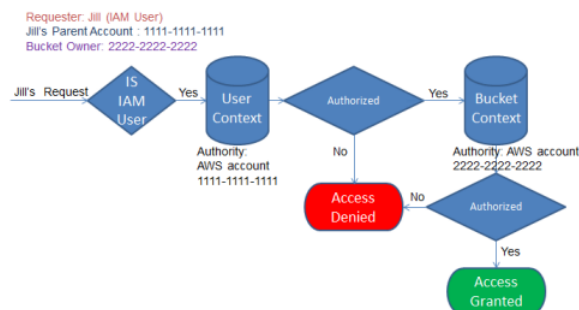 Requester: Jill (IAM User)
Jill's Parent Account : 1111-1111-1111
Bucket Owner: 2222-2222-2222
Jill's Request
IS
IAM
User
Yes
User
Context
Authority:
AWS account
1111-1111-1111
Authorized
Yes
No
Bucket
Context
Authority: AWS account
2222-2222-2222
Access
Denied
No
Authorized
Yes
Access
Granted